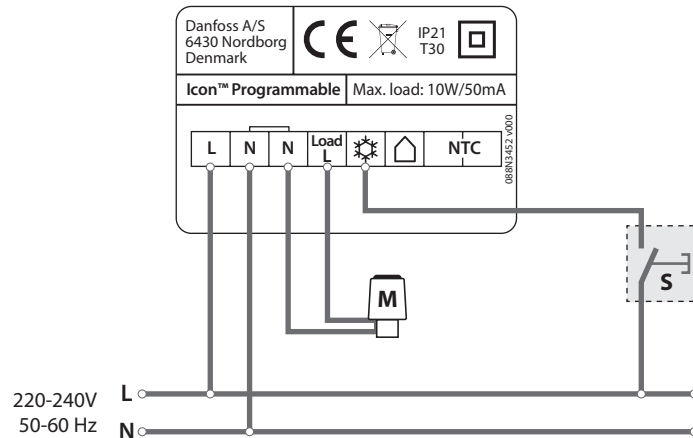 Danfoss A/S
6430 Nordborg
Denmark
CE
IP21
T30
Icon™ Programmable
Max. load: 10W/50mA
L
N
N
Load
L
NTC
088N3452 v000
M
S
220-240V
50-60 Hz
L
N